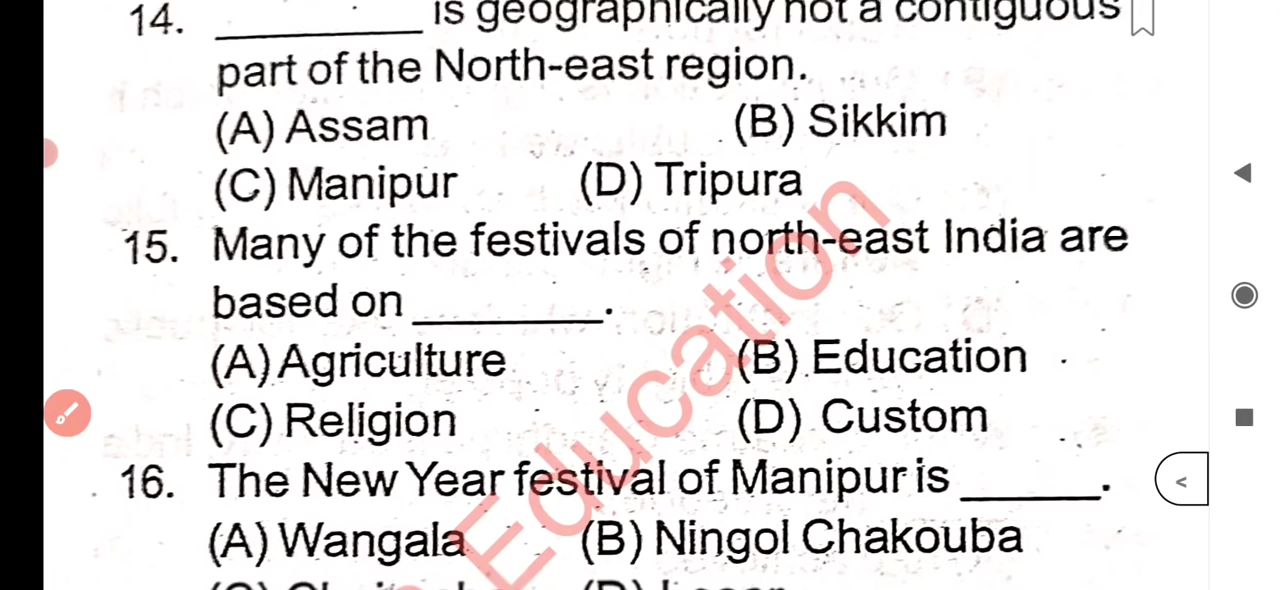 14. ________ is geographically not a contiguous
part of the North-east region.
(A) Assam (B) Sikkim
(C) Manipur (D) Tripura
15. Many of the festivals of north-east India are
based on ________.
(A) Agriculture (B) Education
(C) Religion (D) Custom
16. The New Year festival of Manipur is ______.
(A) Wangala (B) Ningol Chakouba
Education